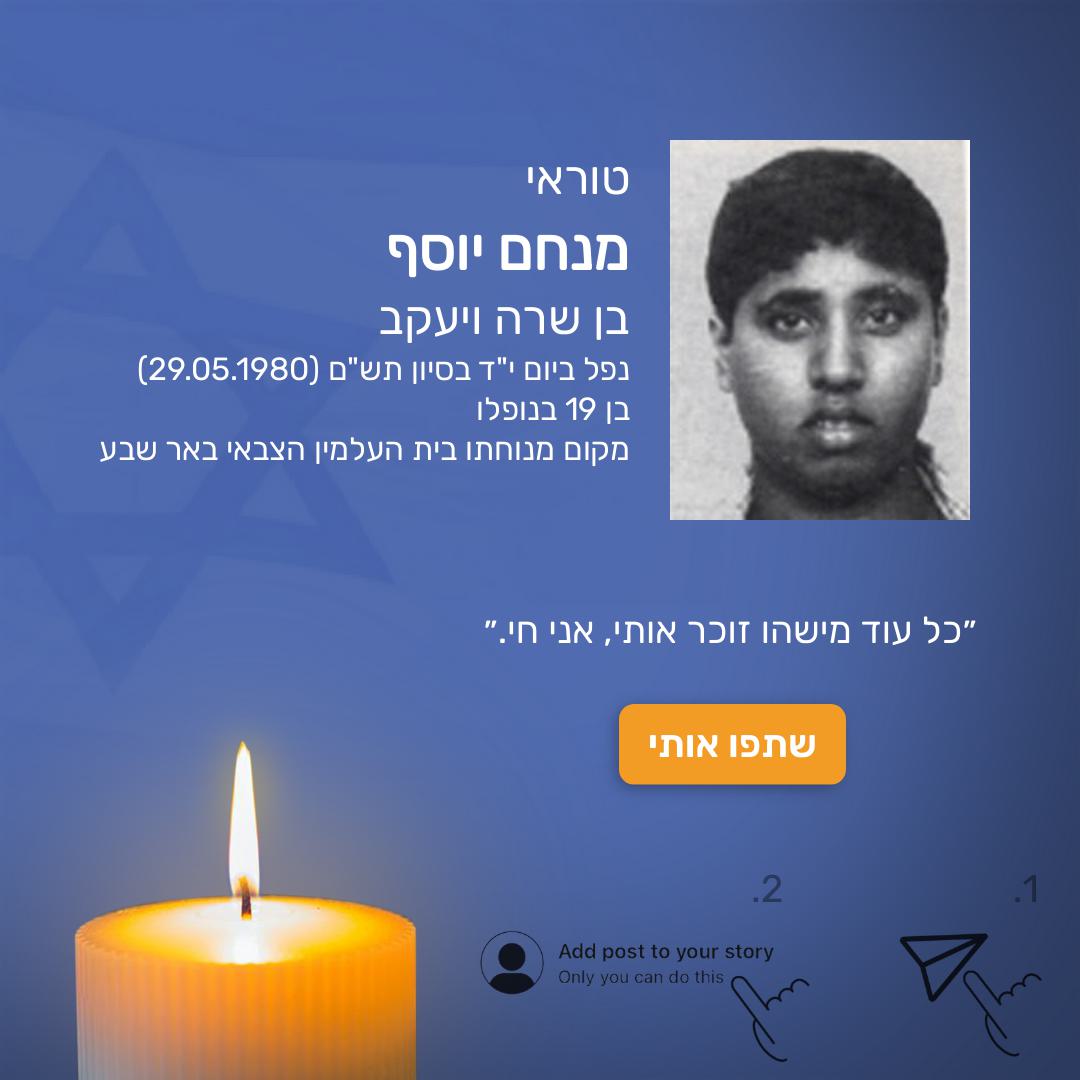 טוראי
מנחם יוסף
בן שרה ויעקב
נפל ביום י"ד בסיון תש"ם (29.05.1980)
בן 19 בנופלו
מקום מנוחתו בית העלמין הצבאי באר שבע
״כל עוד מישהו זוכר אותי, אני חי.״
שתפו אותי
1.
2.
Add post to your story
Only you can do this